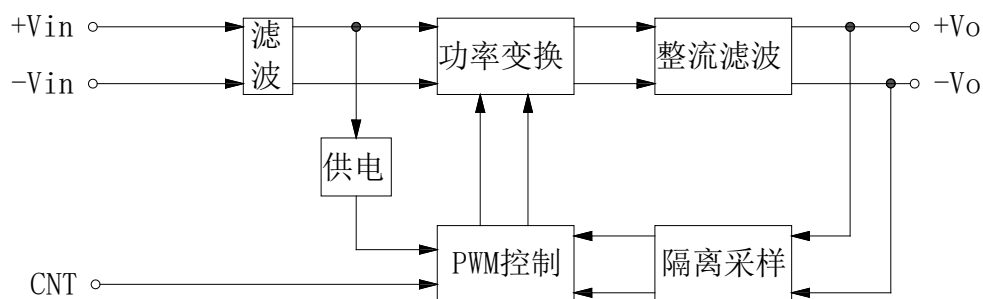 +Vin
滤波
功率变换
整流滤波
+Vo
-Vin
-Vo
供电
PWM控制
隔离采样
CNT